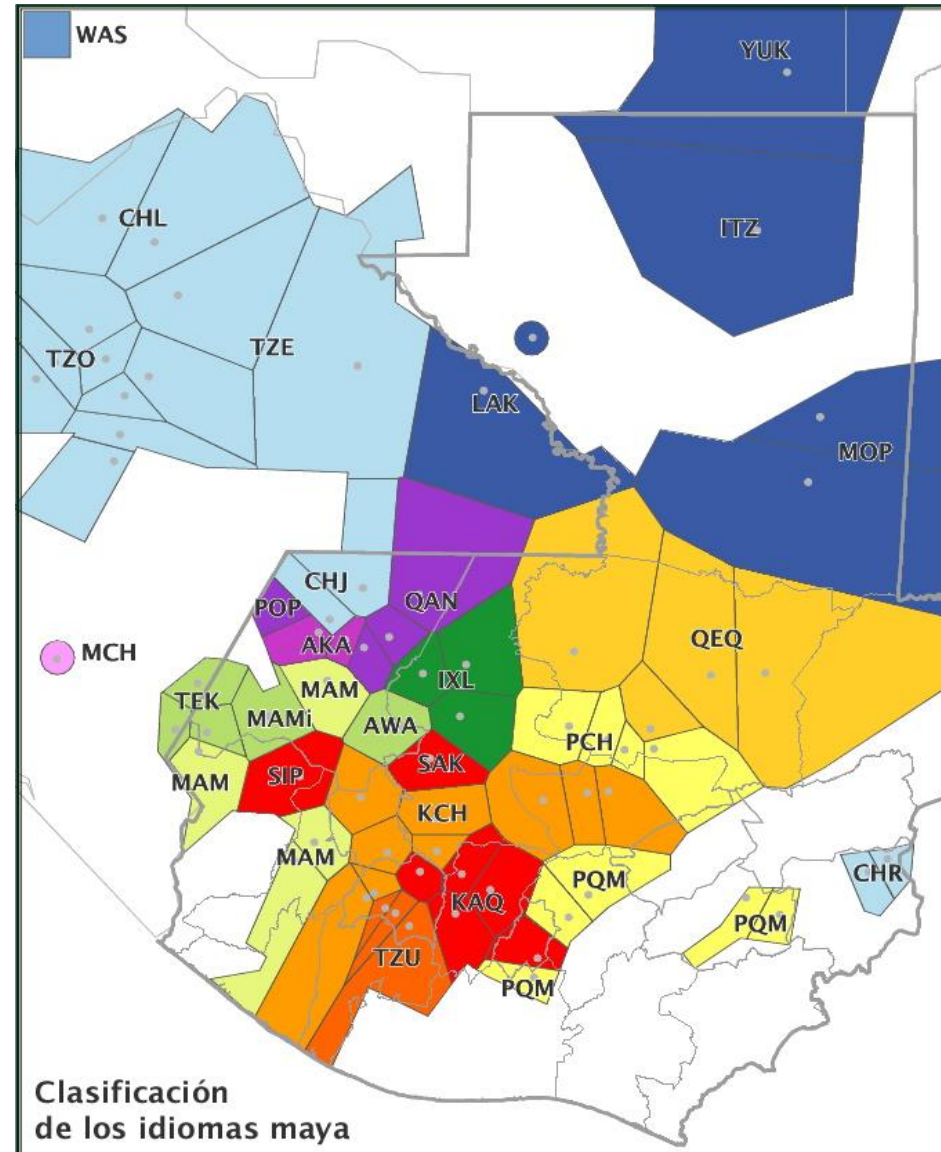 WAS
YUK
CHL
ITZ
TZO
TZE
LAK
MOP
CHJ
POP
QAN
AKA
QEQ
MCH
IXL
TEK
MAM
MAMi
AWA
PCH
MAM
SIP
SAK
KCH
MAM
PQM
CHR
KAQ
PQM
TZU
PQM
Clasificación
de los idiomas maya